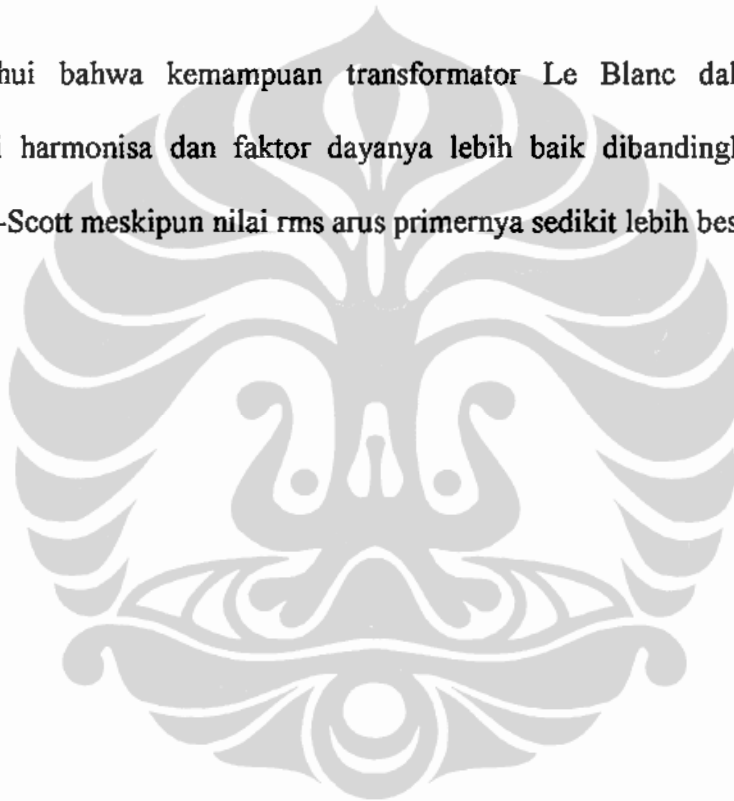 hui bahwa kemampuan transformator Le Blanc dal
i harmonisa dan faktor dayanya lebih baik dibandingk
-Scott meskipun nilai rms arus primernya sedikit lebih bes